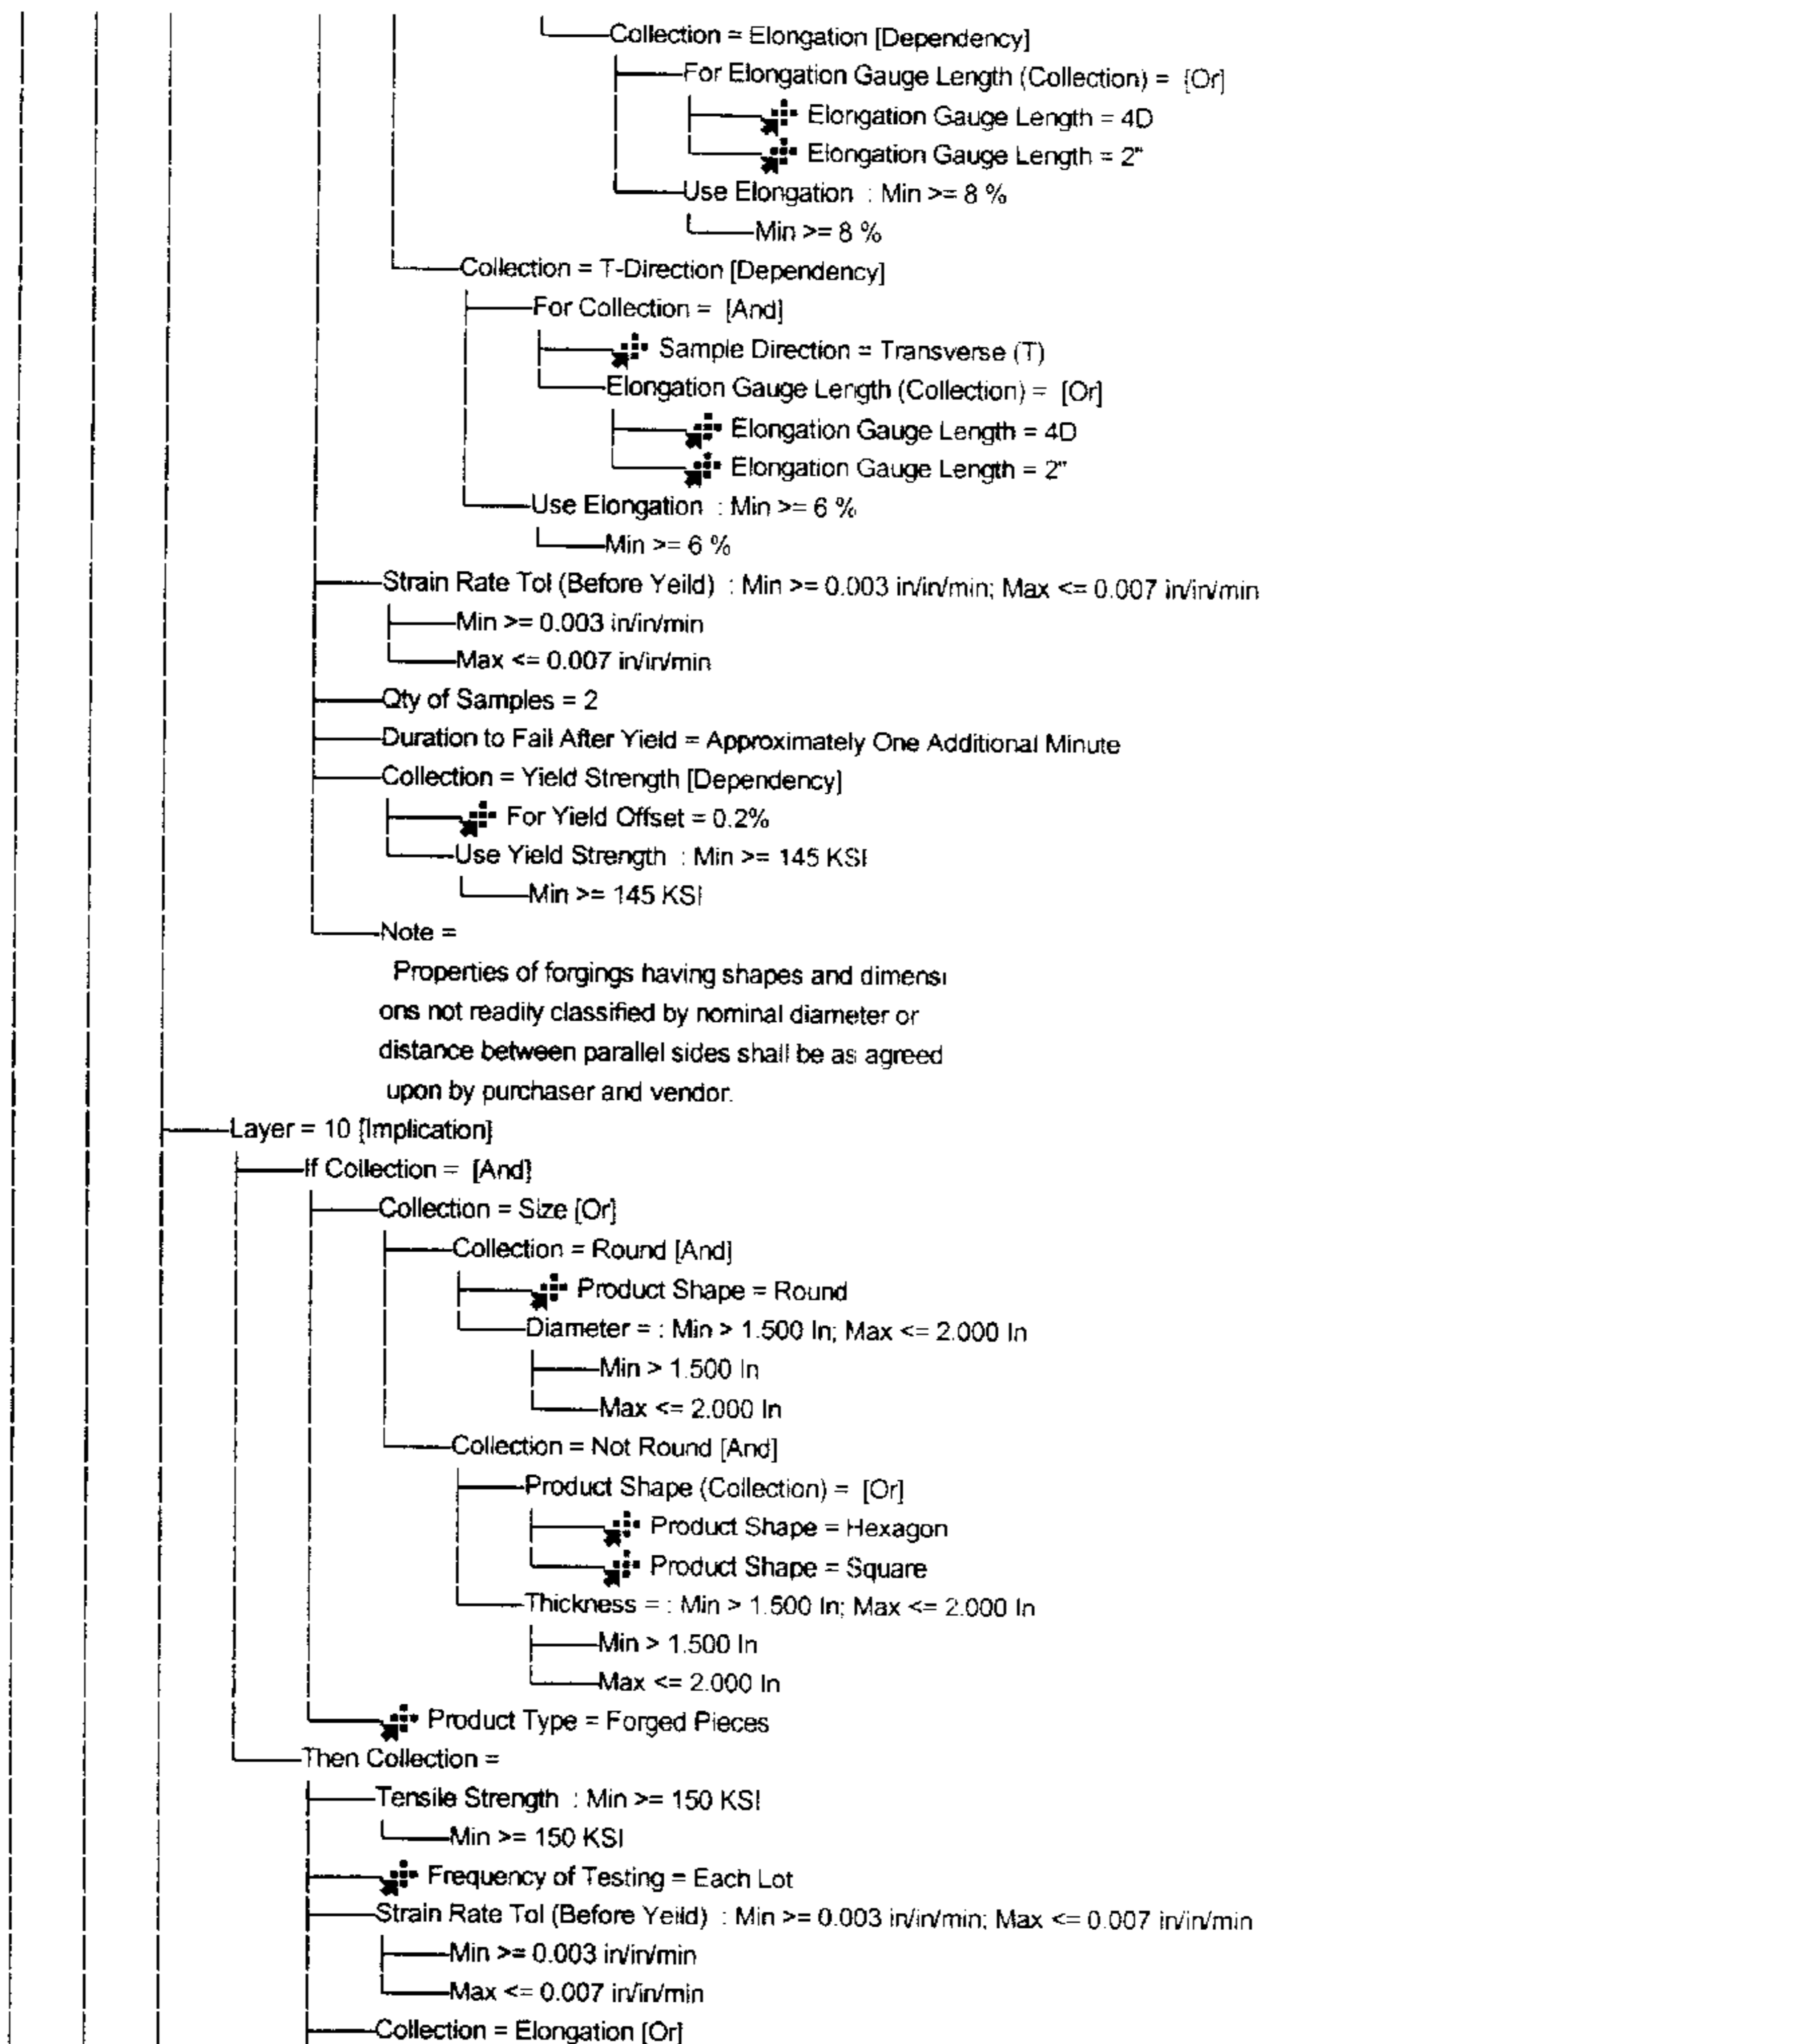 Collection = Elongation [Dependency]
For Elongation Gauge Length (Collection) = [Or]
Elongation Gauge Length = 4D
Elongation Gauge Length = 2"
Use Elongation : Min >= 8 %
Min >= 8 %
Collection = T-Direction [Dependency]
For Collection = [And]
Sample Direction = Transverse (T)
Elongation Gauge Length (Collection) = [Or]
Elongation Gauge Length = 4D
Elongation Gauge Length = 2"
Use Elongation : Min >= 6 %
Min >= 6 %
Strain Rate Tol (Before Yeild) : Min >= 0.003 in/in/min; Max <= 0.007 in/in/min
Min >= 0.003 in/in/min
Max <= 0.007 in/in/min
Qty of Samples = 2
Duration to Fail After Yield = Approximately One Additional Minute
Collection = Yield Strength [Dependency]
For Yield Offset = 0.2%
Use Yield Strength : Min >= 145 KSI
Min >= 145 KSI
Note =
Properties of forgings having shapes and dimensi
ons not readily classified by nominal diameter or
distance between parallel sides shall be as agreed
upon by purchaser and vendor.
Layer = 10 [Implication]
If Collection = [And]
Collection = Size [Or]
Collection = Round [And]
Product Shape = Round
Diameter = : Min > 1.500 In; Max <= 2.000 In
Min > 1.500 In
Max <= 2.000 In
Collection = Not Round [And]
Product Shape (Collection) = [Or]
Product Shape = Hexagon
Product Shape = Square
Thickness = : Min > 1.500 In; Max <= 2.000 In
Min > 1.500 In
Max <= 2.000 In
Product Type = Forged Pieces
Then Collection =
Tensile Strength : Min >= 150 KSI
Min >= 150 KSI
Frequency of Testing = Each Lot
Strain Rate Tol (Before Yeild) : Min >= 0.003 in/in/min; Max <= 0.007 in/in/min
Min >= 0.003 in/in/min
Max <= 0.007 in/in/min
Collection = Elongation [Or]